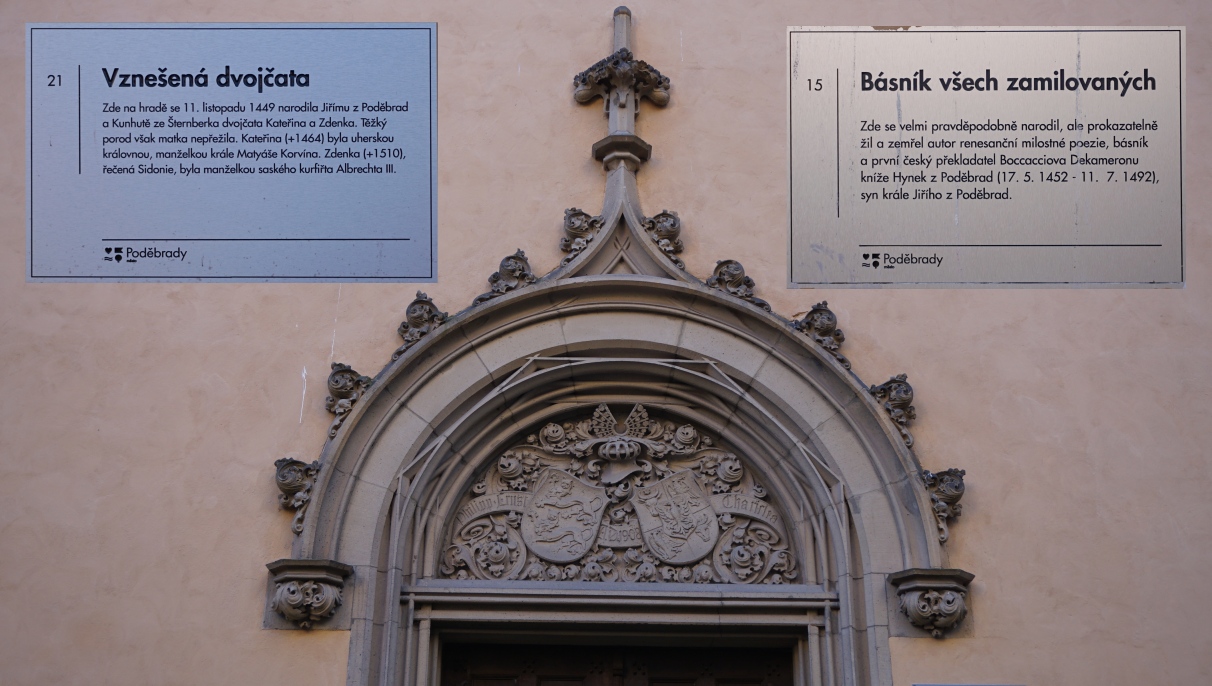 21
Vznešená dvojčata
Zde na hradě se 11. listopadu 1449 narodila Jiřímu z Poděbrad
a Kunhutě ze Šternberka dvojčata Kateřina a Zdenka. Těžký
porod však matka nepřežila. Kateřina (+1464) byla uherskou
královnou, manželkou krále Matyáše Korvína. Zdenka (+1510),
řečená Sidonie, byla manželkou saského kurfiřta Albrechta III.
Poděbrady
15
Básník všech zamilovaných
Zde se velmi pravděpodobně narodil, ale prokazatelně
žil a zemřel autor renesanční milostné poezie, básník
a první český překladatel Boccacciova Dekameronu
kníže Hynek z Poděbrad (17. 5. 1452 - 11. 7. 1492),
syn krále Jiřího z Poděbrad.
Poděbrady